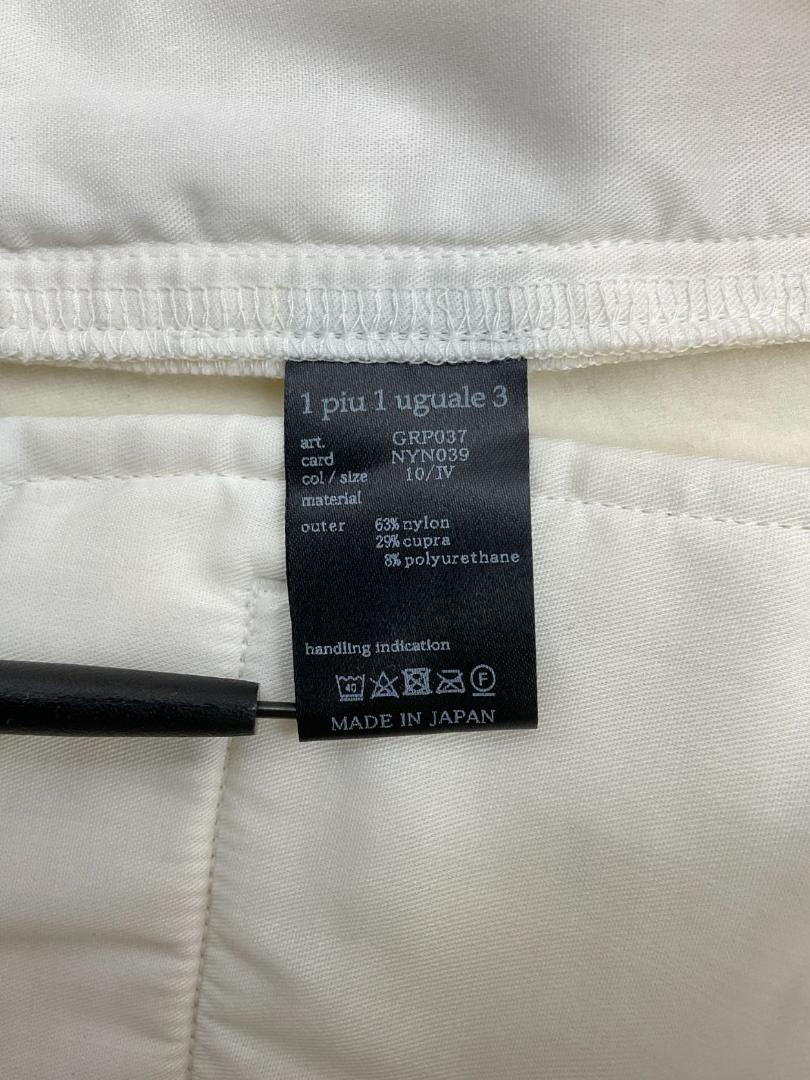 1 piu 1 uguale 3
art. GRP037
card NYN039
col / size 10/IV
material
outer 63% nylon
29% cupra
8% polyurethane
handling indication
40 F
MADE IN JAPAN